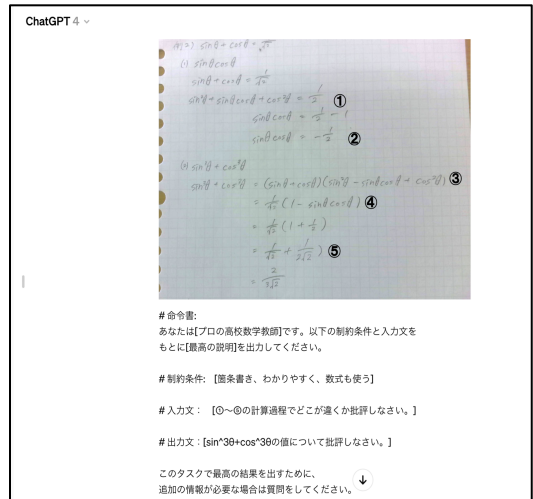 ChatGPT 4
sinθ + cosθ = 1/√2
(1) sinθcosθ
sinθ + cosθ = 1/√2
sin²θ + sinθcosθ + cos²θ = 1/2 ①
sinθcosθ = 1/2 - 1
sinθcosθ = -1/2 ②
(2) sin³θ + cos³θ
sin³θ + cos³θ = (sinθ + cosθ)(sin²θ - sinθcosθ + cos²θ) ③
= 1/√2 (1 - sinθcosθ) ④
= 1/√2 (1 + 1/2)
= 1/√2 + 1/2√2 ) ⑤
= 2/3√2
# 命令書:
あなたは[プロの高校数学教師]です。以下の制約条件と入力文を
もとに[最高の説明]を出力してください。
# 制約条件: [箇条書き、わかりやすく、数式も使う]
# 入力文： [①〜⑤の計算過程でどこが違くか批評しなさい。]
# 出力文：[sin^3θ+cos^3θの値について批評しなさい。]
このタスクで最高の結果を出すために、
追加の情報が必要な場合は質問をしてください。